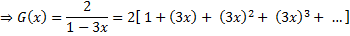 ⇒ G(x) = 2/(1 − 3x) = 2[ 1 + (3x) + (3x)² + (3x)³ + …]